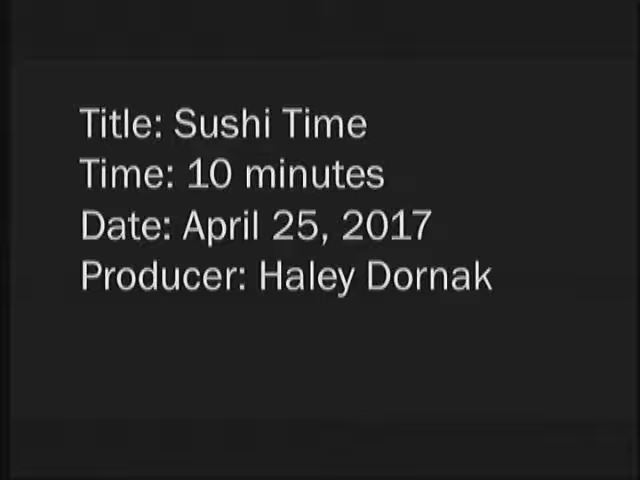 Title: Sushi Time
Time: 10 minutes
Date: April 25, 2017
Producer: Haley Dornak